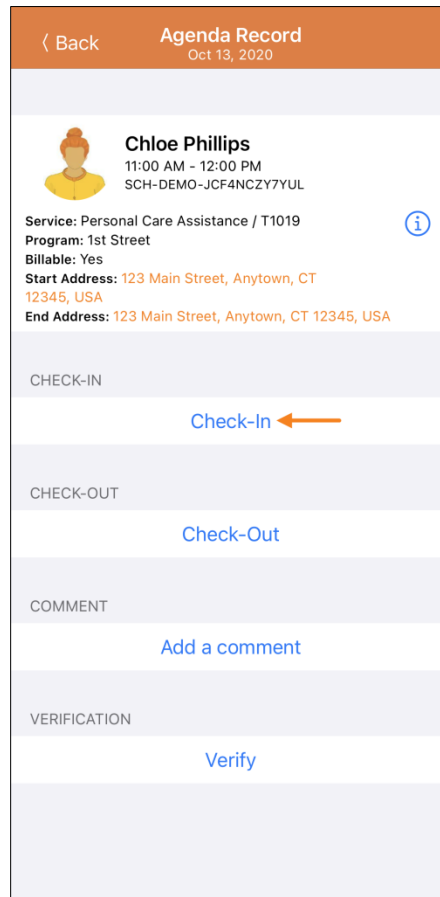 Back
Agenda Record
Oct 13, 2020
Chloe Phillips
11:00 AM - 12:00 PM
SCH-DEMO-JCF4NCZY7YUL
Service: Personal Care Assistance / T1019
Program: 1st Street
Billable: Yes
Start Address: 123 Main Street, Anytown, CT
12345, USA
End Address: 123 Main Street, Anytown, CT 12345, USA
CHECK-IN
Check-In
CHECK-OUT
Check-Out
COMMENT
Add a comment
VERIFICATION
Verify